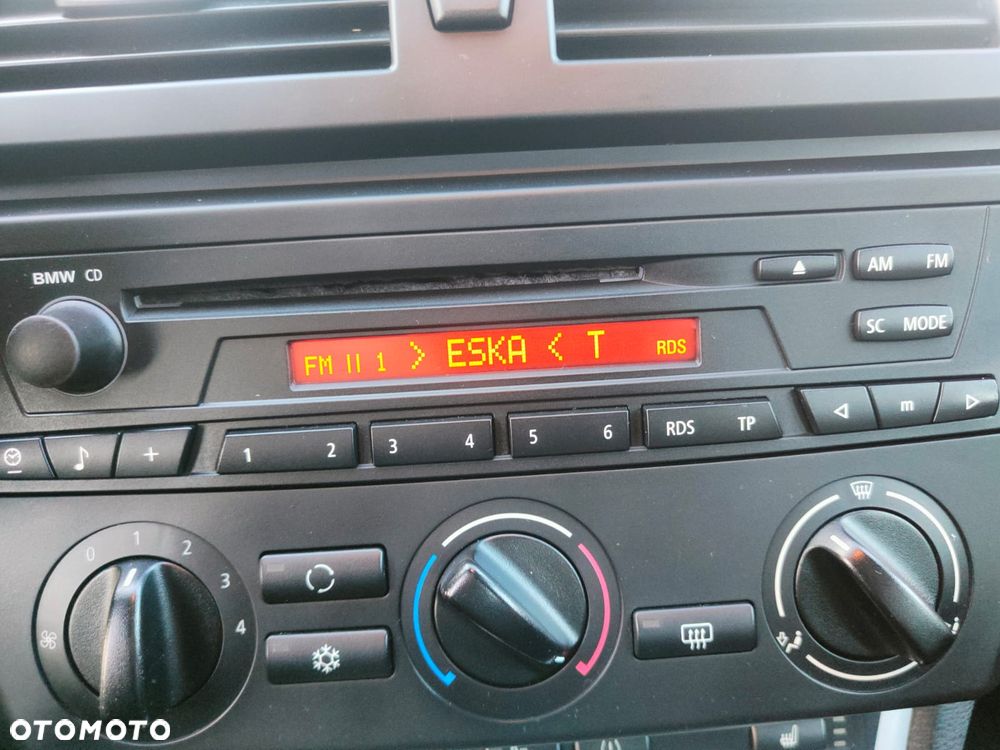 BMW CD
AM FM
SC MODE
FM II 1 > ESKA < T RDS
1 2 3 4 5 6 RDS TP m
+
0 1 2 3 4
OTOMOTO